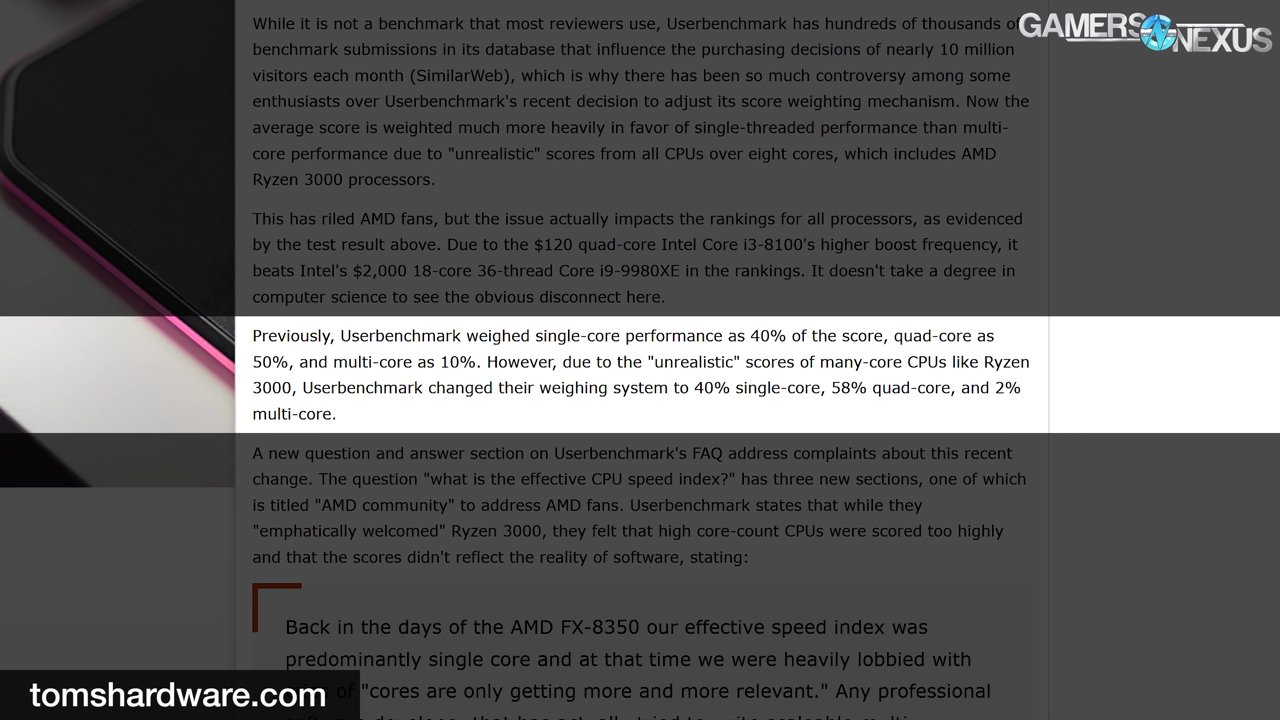 GAMERS NEXUS
While it is not a benchmark that most reviewers use, Userbenchmark has hundreds of thousands of
benchmark submissions in its database that influence the purchasing decisions of nearly 10 million
visitors each month (SimilarWeb), which is why there has been so much controversy among some
enthusiasts over Userbenchmark's recent decision to adjust its score weighting mechanism. Now the
average score is weighted much more heavily in favor of single-threaded performance than multi-
core performance due to "unrealistic" scores from all CPUs over eight cores, which includes AMD
Ryzen 3000 processors.
This has riled AMD fans, but the issue actually impacts the rankings for all processors, as evidenced
by the test result above. Due to the $120 quad-core Intel Core i3-8100's higher boost frequency, it
beats Intel's $2,000 18-core 36-thread Core i9-9980XE in the rankings. It doesn't take a degree in
computer science to see the obvious disconnect here.
Previously, Userbenchmark weighed single-core performance as 40% of the score, quad-core as
50%, and multi-core as 10%. However, due to the "unrealistic" scores of many-core CPUs like Ryzen
3000, Userbenchmark changed their weighing system to 40% single-core, 58% quad-core, and 2%
multi-core.
A new question and answer section on Userbenchmark's FAQ address complaints about this recent
change. The question "what is the effective CPU speed index?" has three new sections, one of which
is titled "AMD community" to address AMD fans. Userbenchmark states that while they
"emphatically welcomed" Ryzen 3000, they felt that high core-count CPUs were scored too highly
and that the scores didn't reflect the reality of software, stating:
Back in the days of the AMD FX-8350 our effective speed index was
predominantly single core and at that time we were heavily lobbied with
"cores are only getting more and more relevant." Any professional
tomshardware.com